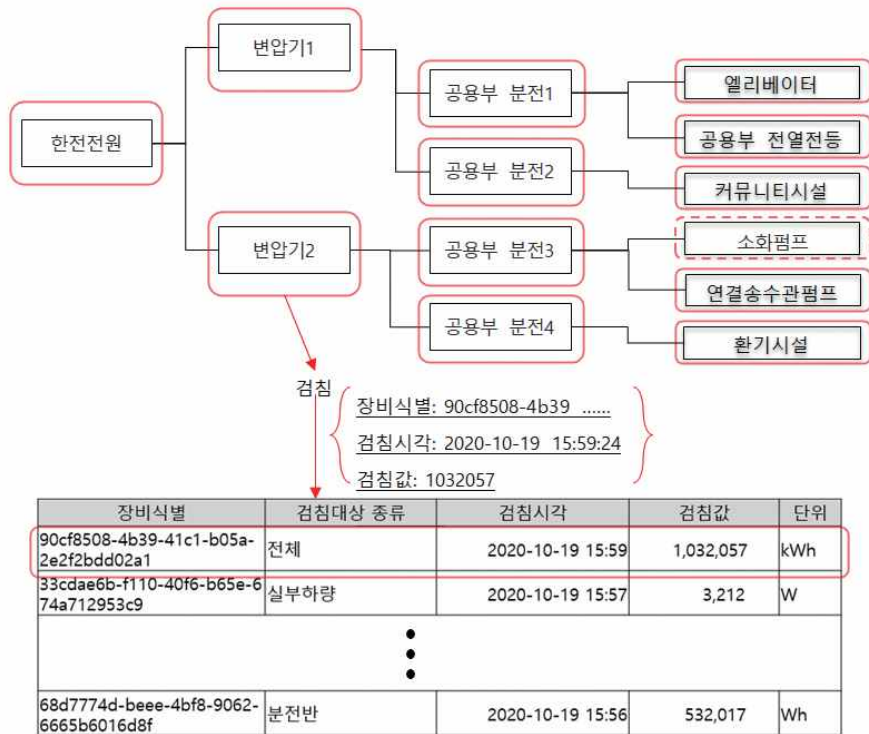 변압기1
엘리베이터
공용부 분전1
한전전원
공용부 전열전등
공용부 분전2
커뮤니티시설
소화펌프
변압기2
공용부 분전3
연결송수관펌프
공용부 분전4
환기시설
검침
장비식별: 90cf8508-4b39 ......
검침시각: 2020-10-19 15:59:24
검침값: 1032057
장비식별 검침대상 종류 검침시각 검침값 단위
90cf8508-4b39-41c1-b05a-
2e2f2bdd02a1 전체 2020-10-19 15:59 1,032,057 kWh
33cdae6b-f110-40f6-b65e-6
74a712953c9 실부하량 2020-10-19 15:57 3,212 W
68d7774d-beee-4bf8-9062-
6665b6016d8f 분전반 2020-10-19 15:56 532,017 Wh